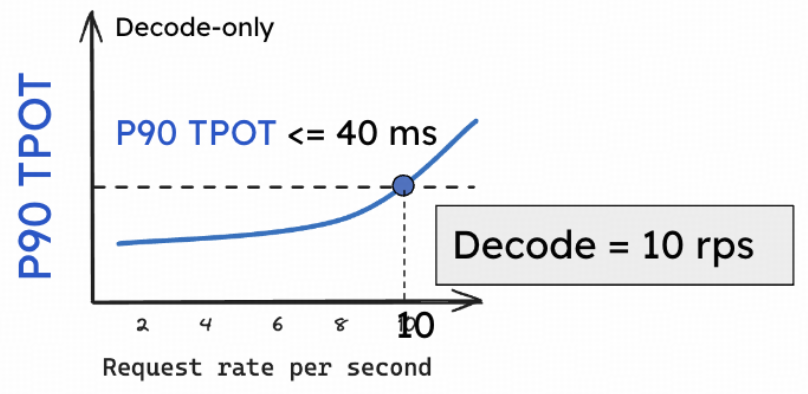 Decode-only
P90 TPOT
P90 TPOT <= 40 ms
Decode = 10 rps
2 4 6 8 10
Request rate per second